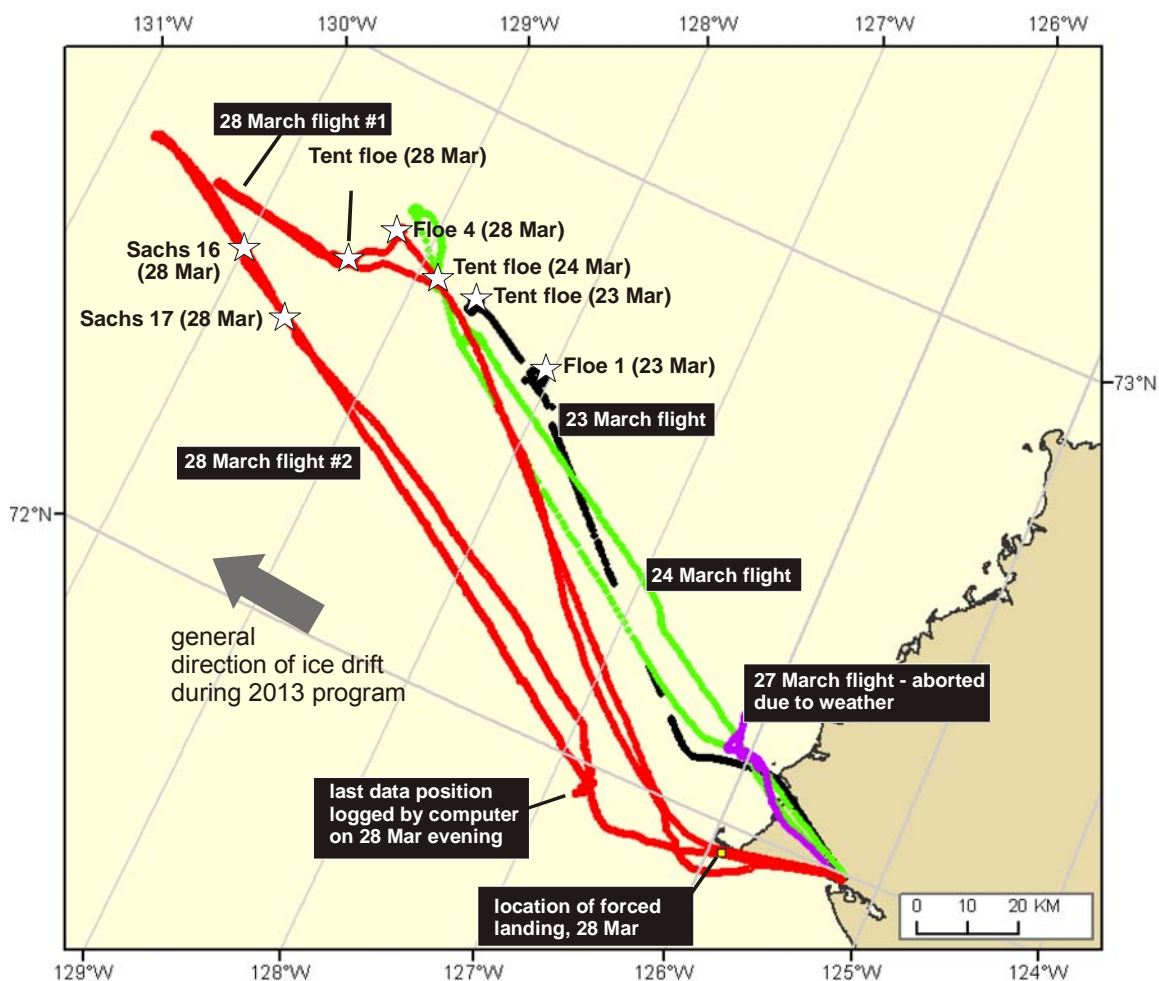 131°W 130°W 129°W 128°W 127°W 126°W
28 March flight #1
Tent floe (28 Mar)
Floe 4 (28 Mar)
Sachs 16
(28 Mar)
Tent floe (24 Mar)
Tent floe (23 Mar)
Sachs 17 (28 Mar)
Floe 1 (23 Mar)
73°N
23 March flight
28 March flight #2
72°N
24 March flight
general
direction of ice drift
during 2013 program
27 March flight - aborted
due to weather
last data position
logged by computer
on 28 Mar evening
location of forced
landing, 28 Mar
0 10 20 KM
129°W 128°W 127°W 126°W 125°W 124°W